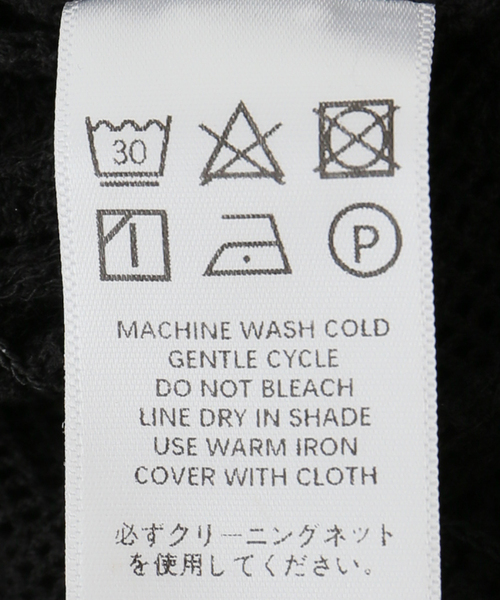 30
P
MACHINE WASH COLD
GENTLE CYCLE
DO NOT BLEACH
LINE DRY IN SHADE
USE WARM IRON
COVER WITH CLOTH
必ずクリーニングネット
を使用してください。